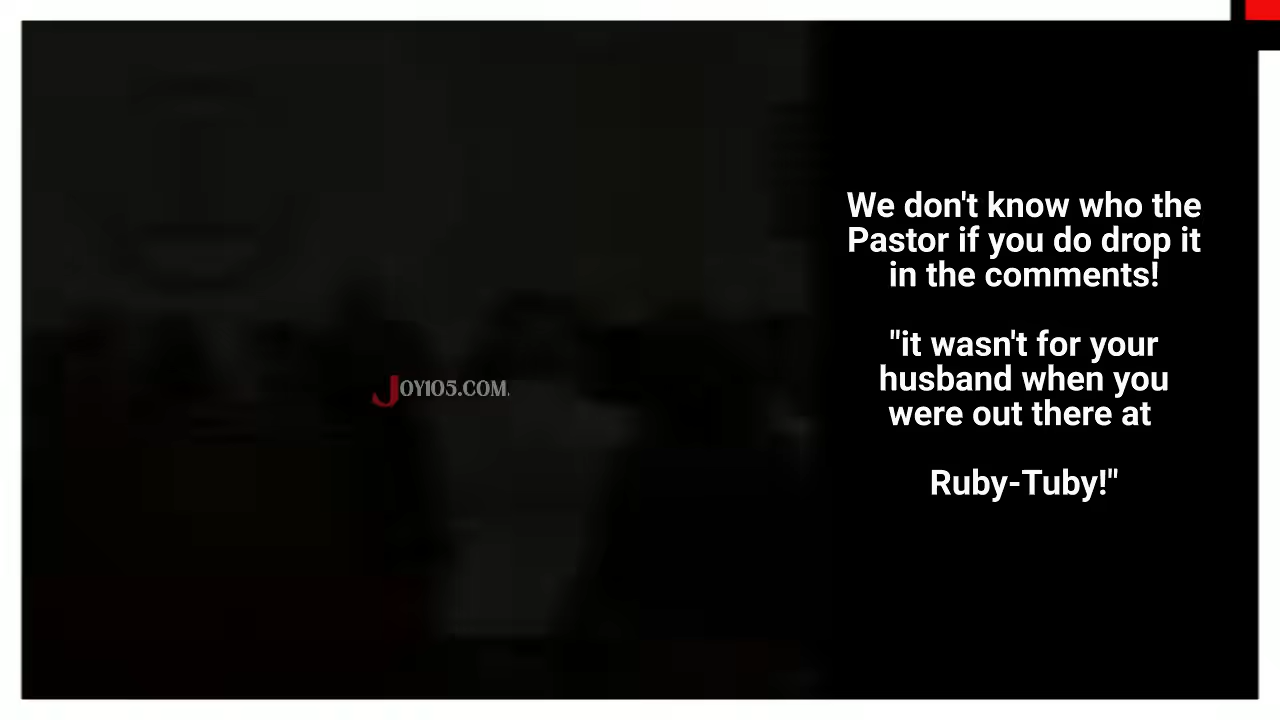 We don't know who the
Pastor if you do drop it
in the comments!
"it wasn't for your
husband when you
were out there at
Ruby-Tuby!"
JOY105.COM.